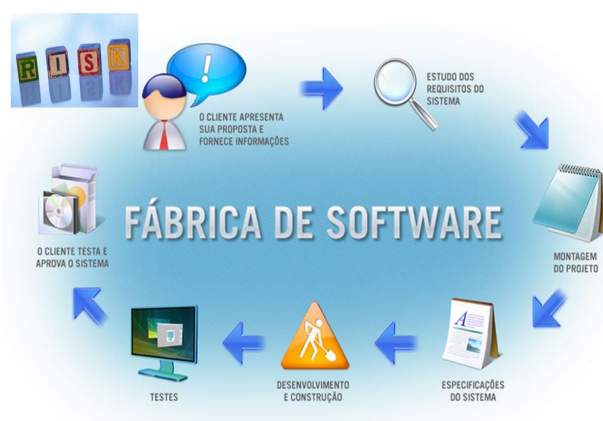 RISK
O CLIENTE APRESENTA
SUA PROPOSTA E
FORNECE INFORMAÇÕES
ESTUDO DOS
REQUISITOS DO
SISTEMA
FÁBRICA DE SOFTWARE
MONTAGEM
DO PROJETO
O CLIENTE TESTA E
APROVA O SISTEMA
TESTES
DESENVOLVIMENTO
E CONSTRUÇÃO
A
ESPECIFICAÇÕES
DO SISTEMA